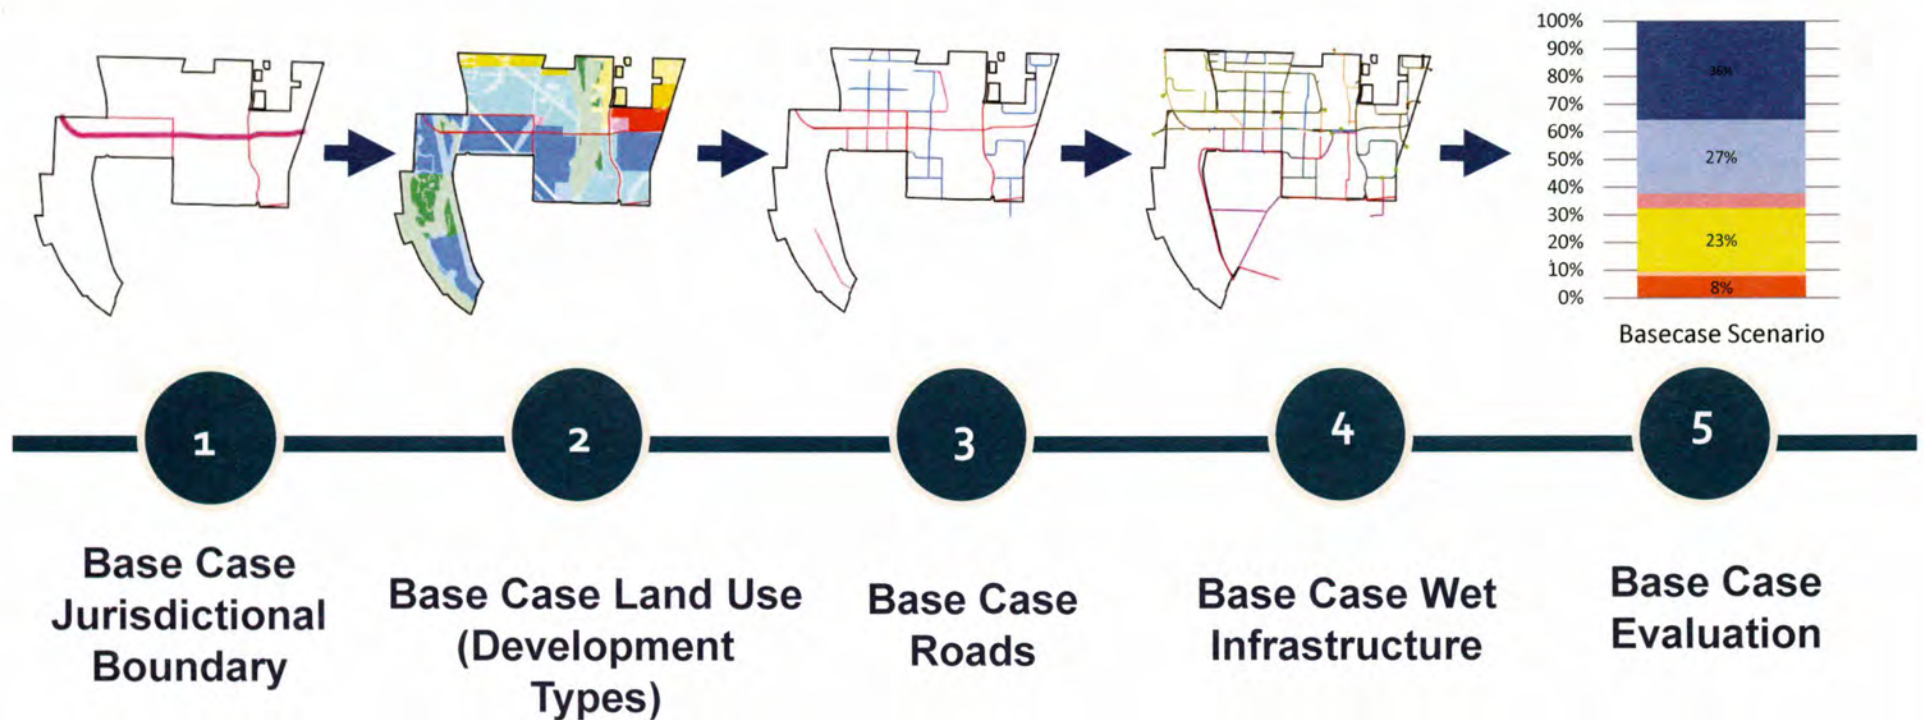 100%
90%
80%
70%
60%
50%
40%
30%
20%
10%
0%
36%
27%
23%
8%
Basecase Scenario
1
2
3
4
5
Base Case
Jurisdictional
Boundary
Base Case Land Use
(Development
Types)
Base Case
Roads
Base Case Wet
Infrastructure
Base Case
Evaluation